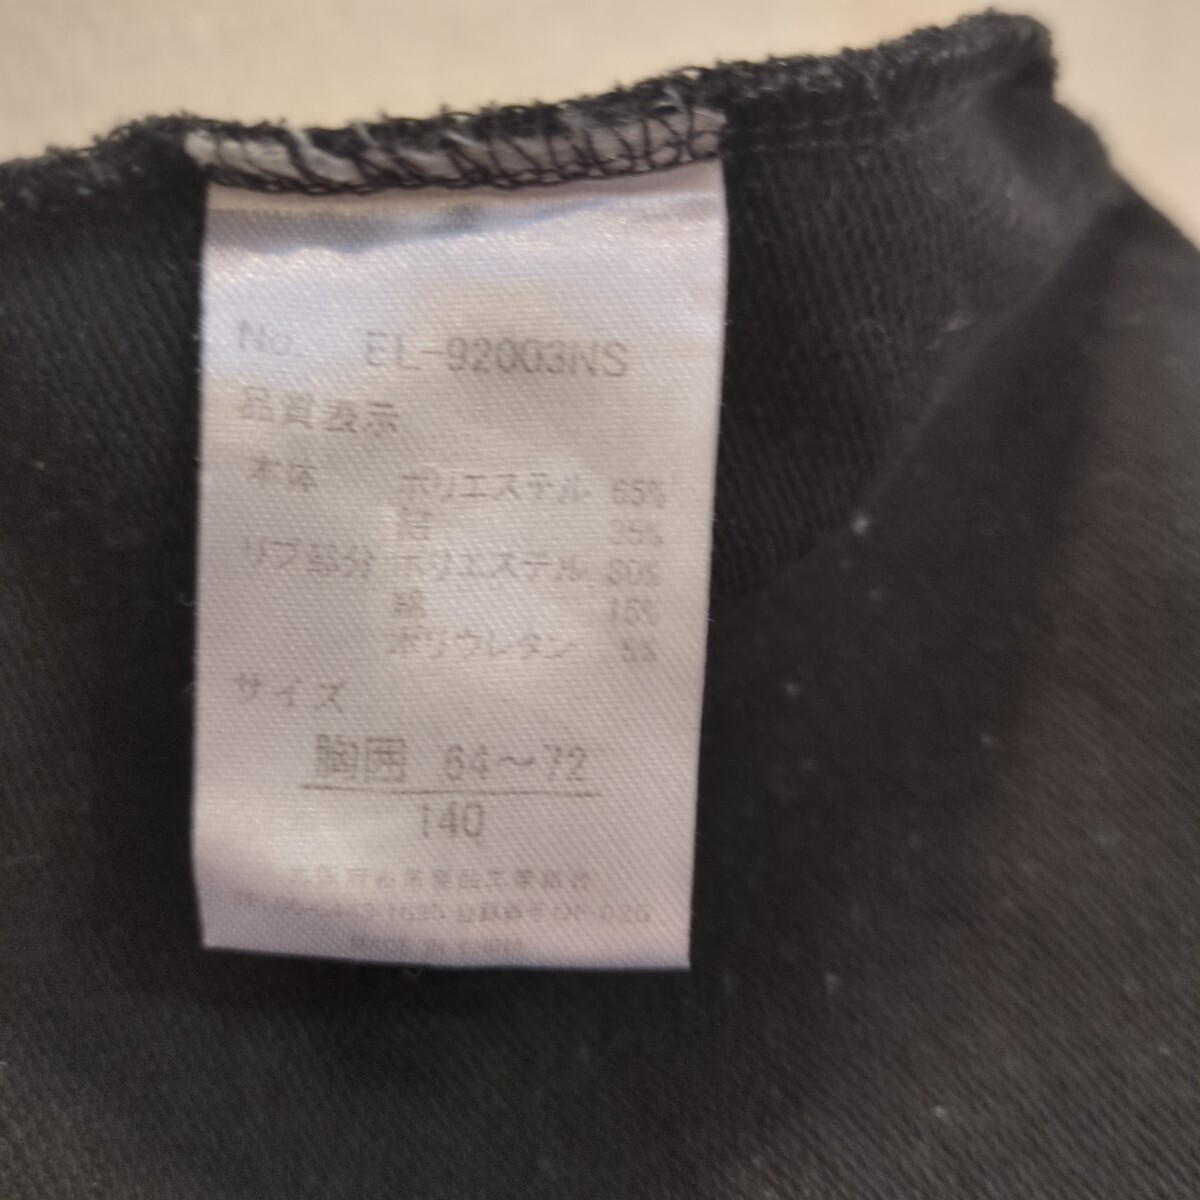 No. EL-92003NS
品質表示
本体 ポリエステル 65%
綿 35%
リブ部分 ポリエステル 80%
綿 15%
ポリウレタン 5%
サイズ
胸囲 64～72
140
MADE IN